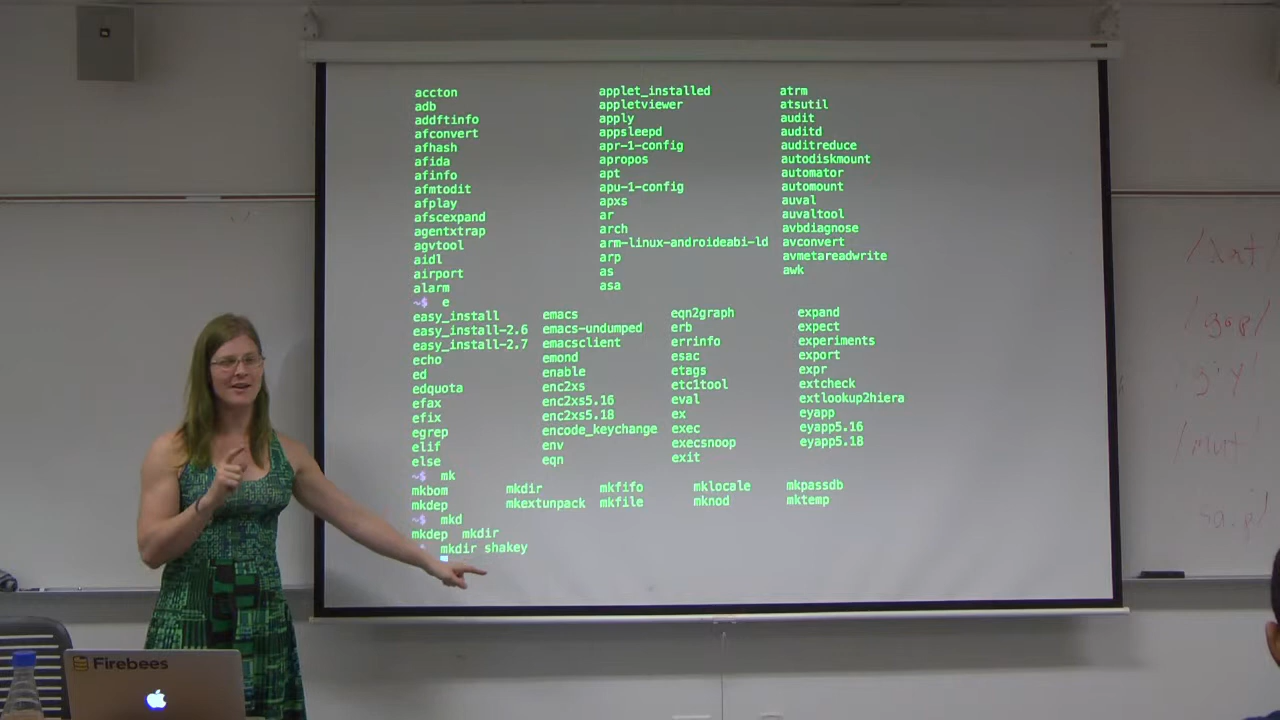 accton applet_installed atrm
adb appletviewer atsutil
addftinfo apply audit
afconvert appsleepd auditd
afhash apr-1-config auditreduce
afida apropos autodiskmount
afinfo apt automator
afmtodit apu-1-config automount
afplay apxs auval
afscexpand ar auvaltool
agentxtrap arch avbdiagnose
agvtool arm-linux-androideabi-ld avconvert
aidl arp avmetareadwrite
airport as awk
alarm asa
~$ e
easy_install emacs eqn2graph expand
easy_install-2.6 emacs-undumped erb expect
easy_install-2.7 emacsclient errinfo experiments
echo emond esac export
ed enable etags expr
edquota enc2xs etc1tool extcheck
efax enc2xs5.16 eval extlookup2hiera
efix enc2xs5.18 ex eyapp
egrep encode_keychange exec eyapp5.16
elif env execsnoop eyapp5.18
else eqn exit
~$ mk
mkbom mkdir mkfifo mklocale mkpassdb
mkdep mkextunpack mkfile mknod mktemp
~$ mkd
mkdep mkdir
mkdir shakey
Firebees